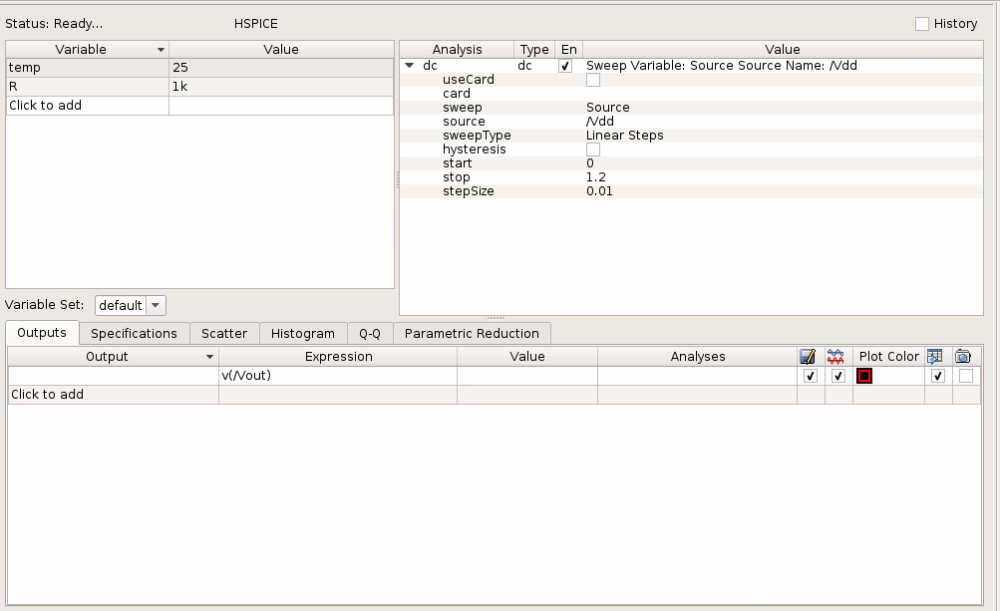 Status: Ready... HSPICE History
Variable Value
temp 25
R 1k
Click to add
Analysis Type En Value
dc dc Sweep Variable: Source Source Name: /Vdd
useCard
card
sweep Source
source /Vdd
sweepType Linear Steps
hysteresis
start 0
stop 1.2
stepSize 0.01
Variable Set: default
Outputs Specifications Scatter Histogram Q-Q Parametric Reduction
Output Expression Value Analyses Plot Color
v(/Vout)
Click to add